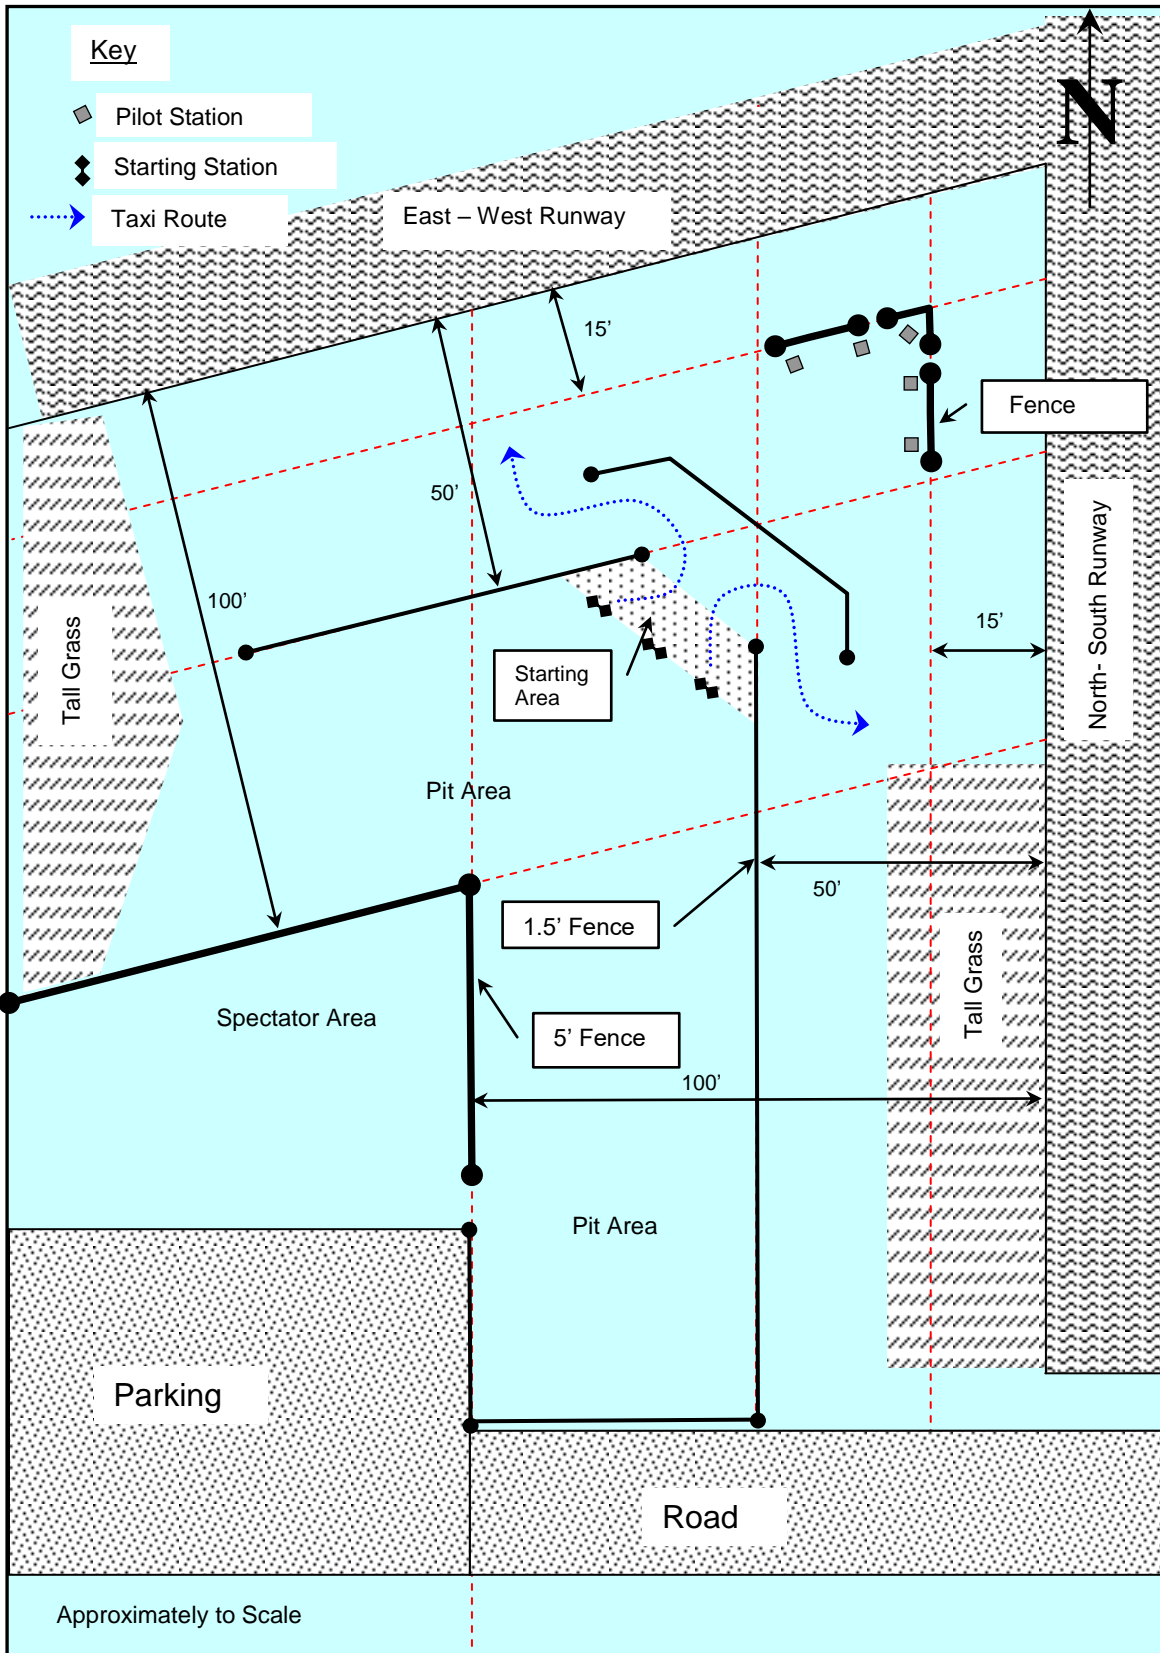 Key
N
Pilot Station
Starting Station
Taxi Route
East – West Runway
15’
Fence
50’
100’
Tall Grass
North- South Runway
15’
Starting
Area
Pit Area
50’
1.5’ Fence
Tall Grass
Spectator Area
5’ Fence
100’
Pit Area
Parking
Road
Approximately to Scale